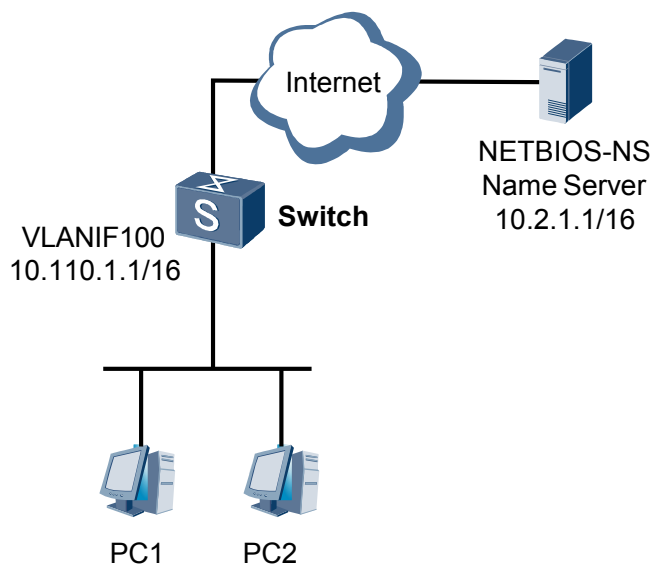 Internet
NETBIOS-NS
Name Server
10.2.1.1/16
S
Switch
VLANIF100
10.110.1.1/16
PC1
PC2